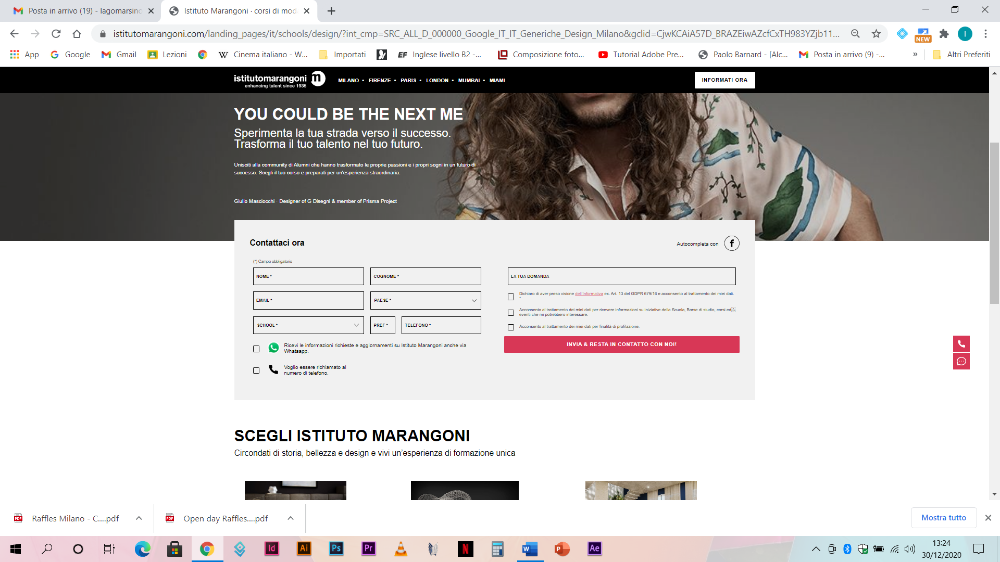 Posta in arrivo (19) - lagomarsino
Istituto Marangoni · corsi di mod
istitutomarangoni.com/landing_pages/it/schools/design/?int_cmp=SRC_ALL_D_000000_Google_IT_IT_Generiche_Design_Milano&gclid=CjwKCAiA57D_BRAZEiwAZcfCxTH983YZjb11...
NEW
I
App
Google
Gmail
Lezioni
Cinema italiano - W...
Importati
EF Inglese livello B2 -...
Composizione foto...
Tutorial Adobe Pre...
Paolo Barnard - [Alc...
Posta in arrivo (9) -...
»
Altri Preferiti
istitutomarangoni m
enhancing talent since 1935
MILANO • FIRENZE • PARIS • LONDON • MUMBAI • MIAMI
INFORMATI ORA
YOU COULD BE THE NEXT ME
Sperimenta la tua strada verso il successo.
Trasforma il tuo talento nel tuo futuro.
Unisciti alla community di Alumni che hanno trasformato le proprie passioni e i propri sogni in un futuro di
successo. Scegli il tuo corso e preparati per un'esperienza straordinaria.
Giulio Masciocchi · Designer of G Disegni & member of Prisma Project
Contattaci ora
Autocompleta con f
(*) Campo obbligatorio
NOME *
COGNOME *
EMAIL *
PAESE *
SCHOOL *
PREF *
TELEFONO *
Ricevi le informazioni richieste e aggiornamenti su Istituto Marangoni anche via
Whatsapp.
Voglio essere richiamato al
numero di telefono.
LA TUA DOMANDA
Dichiaro di aver preso visione dell'Informativa ex. Art. 13 del GDPR 679/16 e acconsento al trattamento dei miei dati.
*
Acconsento al trattamento dei miei dati per ricevere informazioni su iniziative della Scuola, Borse di studio, corsi ed
eventi che mi potrebbero interessare.
Acconsento al trattamento dei miei dati per finalità di profilazione.
INVIA & RESTA IN CONTATTO CON NOI!
SCEGLI ISTITUTO MARANGONI
Circondati di storia, bellezza e design e vivi un'esperienza di formazione unica
PDF Raffles Milano - C....pdf
PDF Open day Raffles....pdf
Mostra tutto
Id
Ai
Ps
Pr
N
W
P
Ae
13:24
30/12/2020